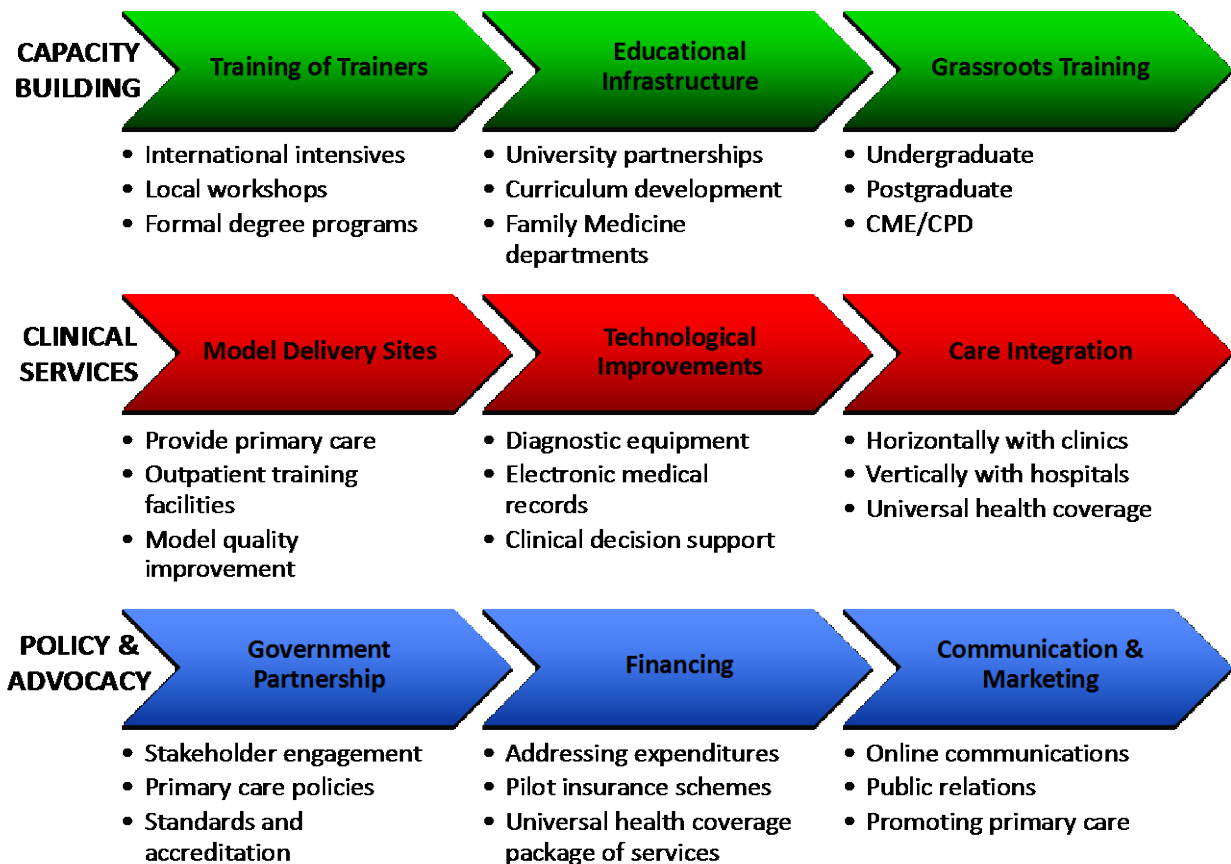 CAPACITY
BUILDING
Training of Trainers
Educational
Infrastructure
Grassroots Training
• International intensives
• Local workshops
• Formal degree programs
• University partnerships
• Curriculum development
• Family Medicine
departments
• Undergraduate
• Postgraduate
• CME/CPD
CLINICAL
SERVICES
Model Delivery Sites
Technological
Improvements
Care Integration
• Provide primary care
• Outpatient training
facilities
• Model quality
improvement
• Diagnostic equipment
• Electronic medical
records
• Clinical decision support
• Horizontally with clinics
• Vertically with hospitals
• Universal health coverage
POLICY &
ADVOCACY
Government
Partnership
Financing
Communication &
Marketing
• Stakeholder engagement
• Primary care policies
• Standards and
accreditation
• Addressing expenditures
• Pilot insurance schemes
• Universal health coverage
package of services
• Online communications
• Public relations
• Promoting primary care